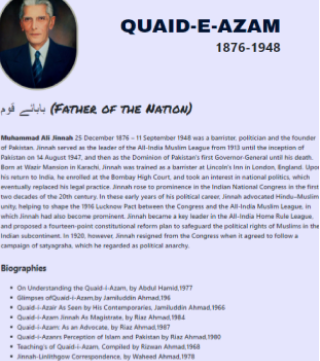 QUAID-E-AZAM
1876-1948
بابائے قوم (FATHER OF THE NATION)
Muhammad Ali Jinnah 25 December 1876 – 11 September 1948 was a barrister, politician and the founder
of Pakistan. Jinnah served as the leader of the All-India Muslim League from 1913 until the inception of
Pakistan on 14 August 1947, and then as the Dominion of Pakistan's first Governor-General until his death.
Born at Wazir Mansion in Karachi, Jinnah was trained as a barrister at Lincoln's Inn in London, England. Upon
his return to India, he enrolled at the Bombay High Court, and took an interest in national politics, which
eventually replaced his legal practice. Jinnah rose to prominence in the Indian National Congress in the first
two decades of the 20th century. In these early years of his political career, Jinnah advocated Hindu–Muslim
unity, helping to shape the 1916 Lucknow Pact between the Congress and the All-India Muslim League, in
which Jinnah had also become prominent. Jinnah became a key leader in the All-India Home Rule League,
and proposed a fourteen-point constitutional reform plan to safeguard the political rights of Muslims in the
Indian subcontinent. In 1920, however, Jinnah resigned from the Congress when it agreed to follow a
campaign of satyagraha, which he regarded as political anarchy.
Biographies
• On Understanding the Quaid-i-Azam, by Abdul Hamid,1977
• Glimpses ofQuaid-i-Azam,by Jamiluddin Ahmad,196
• Quaid-i-Azair As Seen by His Contemporaries, Jamiluddin Ahmad,1966
• Quaid-i-Azam Jinnah As Magistrate, by Riaz Ahmad,1984
• Quaid-i-Azam: As an Advocate, by Riaz Ahmad,1987
• Quaid-i-Azam's Perception of Islam and Pakistan by Riaz Ahmad,1980
• Teaching's of Quaid-i-Azam, Compiled by Rizwan Ahmad,1968
• Jinnah-Linlithgow Correspondence, by Waheed Ahmad,1978